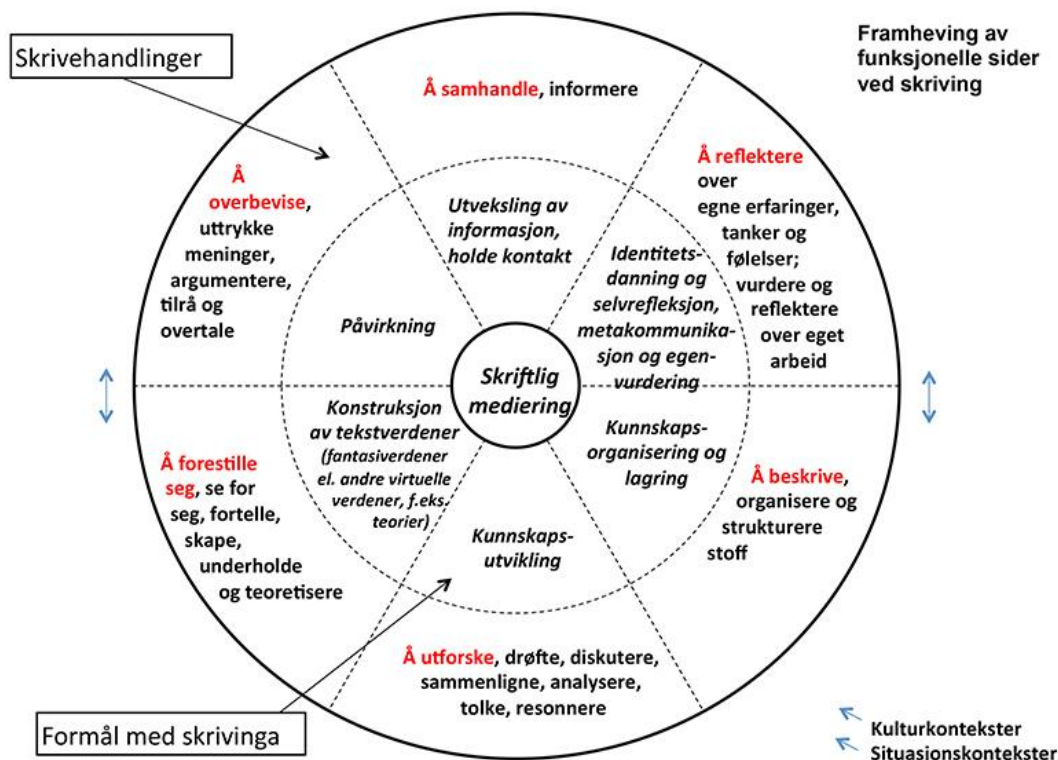 Skrivehandlinger
Framheving av
funksjonelle sider
ved skriving
Å samhandle, informere
Å reflektere
over
egne erfaringer,
tanker og
følelser;
vurdere og
reflektere
over eget
arbeid
Å
overbevise,
uttrykke
meninger,
argumentere,
tilrå og
overtale
Utveksling av
informasjon,
holde kontakt
Identitets-
danning og
selvrefleksjon,
metakommunika-
sjon og egen-
vurdering
Påvirkning
Skriftlig
mediering
Konstruksjon
av tekstverdener
(fantasiverdener
el. andre virtuelle
verdener, f.eks.
teorier)
Kunnskaps-
organisering og
lagring
Å forestille
seg, se for
seg, fortelle,
skape,
underholde
og teoretisere
Å beskrive,
organisere og
strukturere
stoff
Kunnskaps-
utvikling
Å utforske, drøfte, diskutere,
sammenligne, analysere,
tolke, resonnere
Formål med skrivinga
Kulturkontekster
Situasjonskontekster